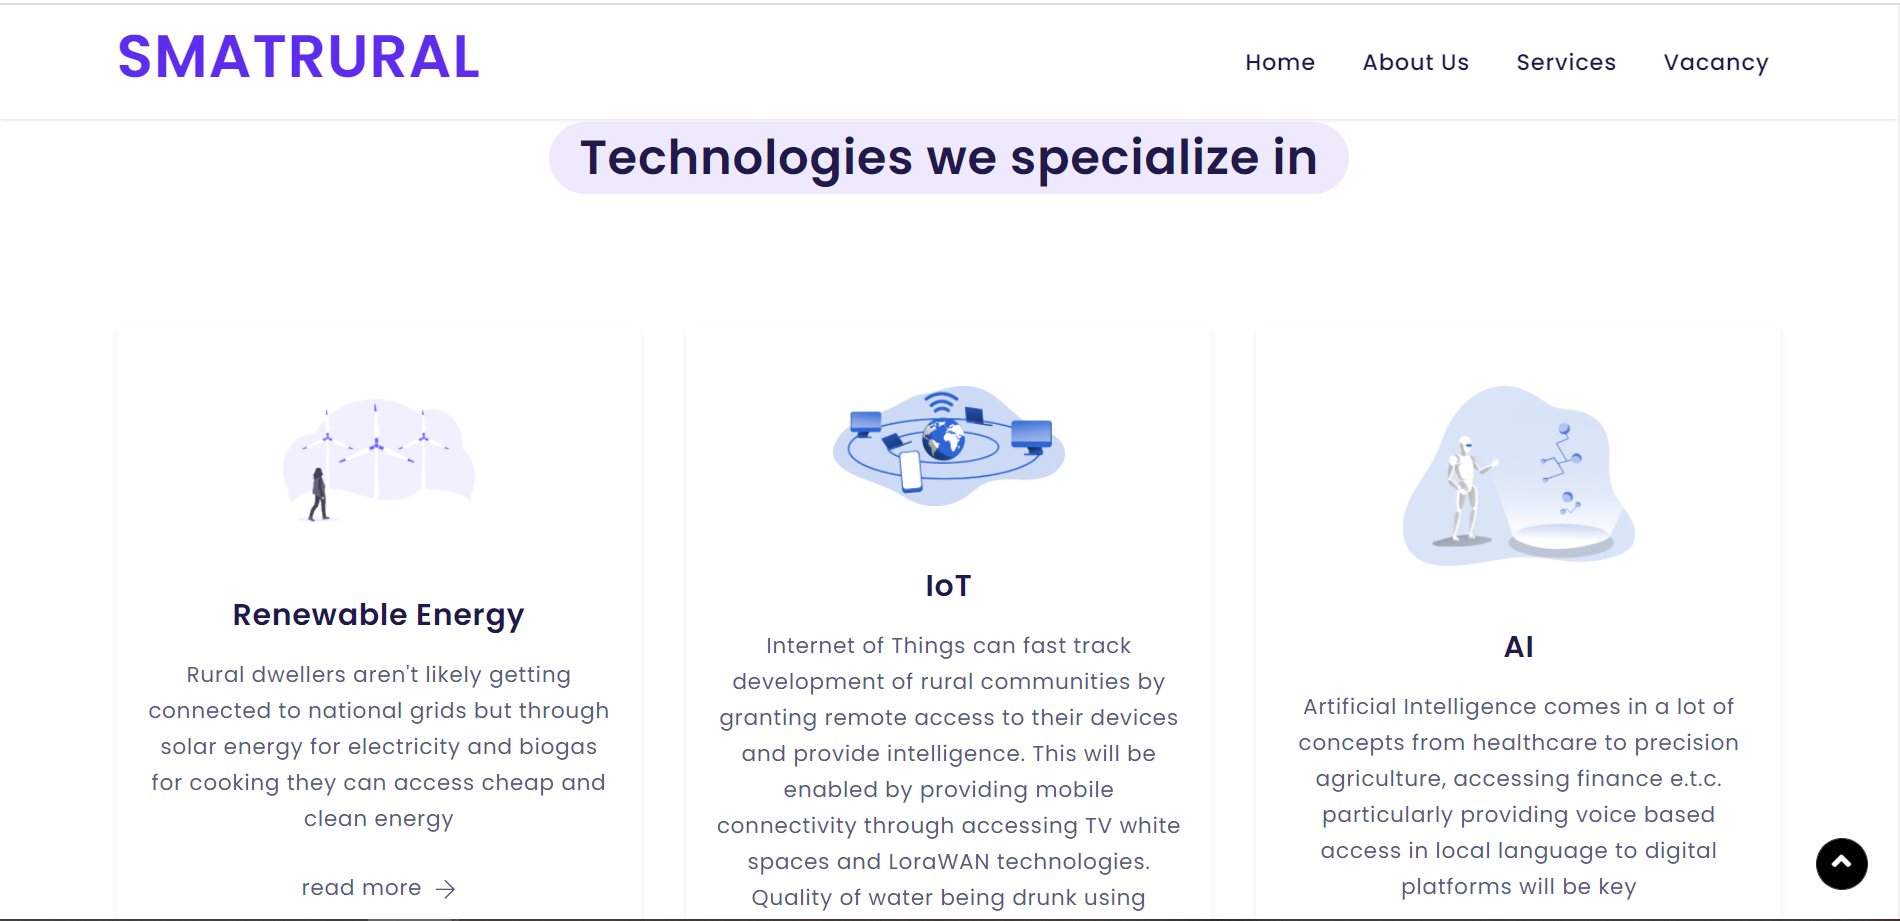 SMATRURAL
Home
About Us
Services
Vacancy
Technologies we specialize in
Renewable Energy
Rural dwellers aren't likely getting
connected to national grids but through
solar energy for electricity and biogas
for cooking they can access cheap and
clean energy
read more
IoT
Internet of Things can fast track
development of rural communities by
granting remote access to their devices
and provide intelligence. This will be
enabled by providing mobile
connectivity through accessing TV white
spaces and LoraWAN technologies.
Quality of water being drunk using
AI
Artificial Intelligence comes in a lot of
concepts from healthcare to precision
agriculture, accessing finance e.t.c.
particularly providing voice based
access in local language to digital
platforms will be key